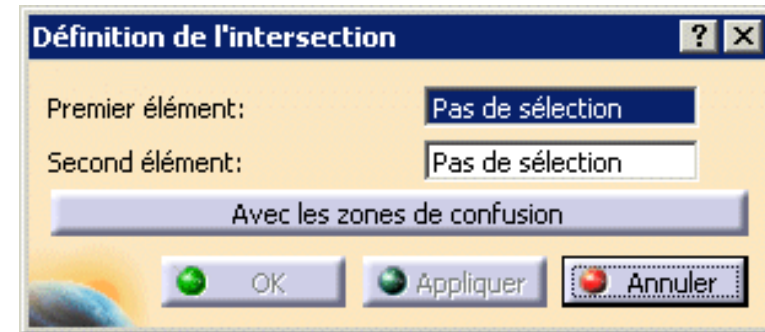 Définition de l'intersection
Premier élément: Pas de sélection
Second élément: Pas de sélection
Avec les zones de confusion
OK Appliquer Annuler